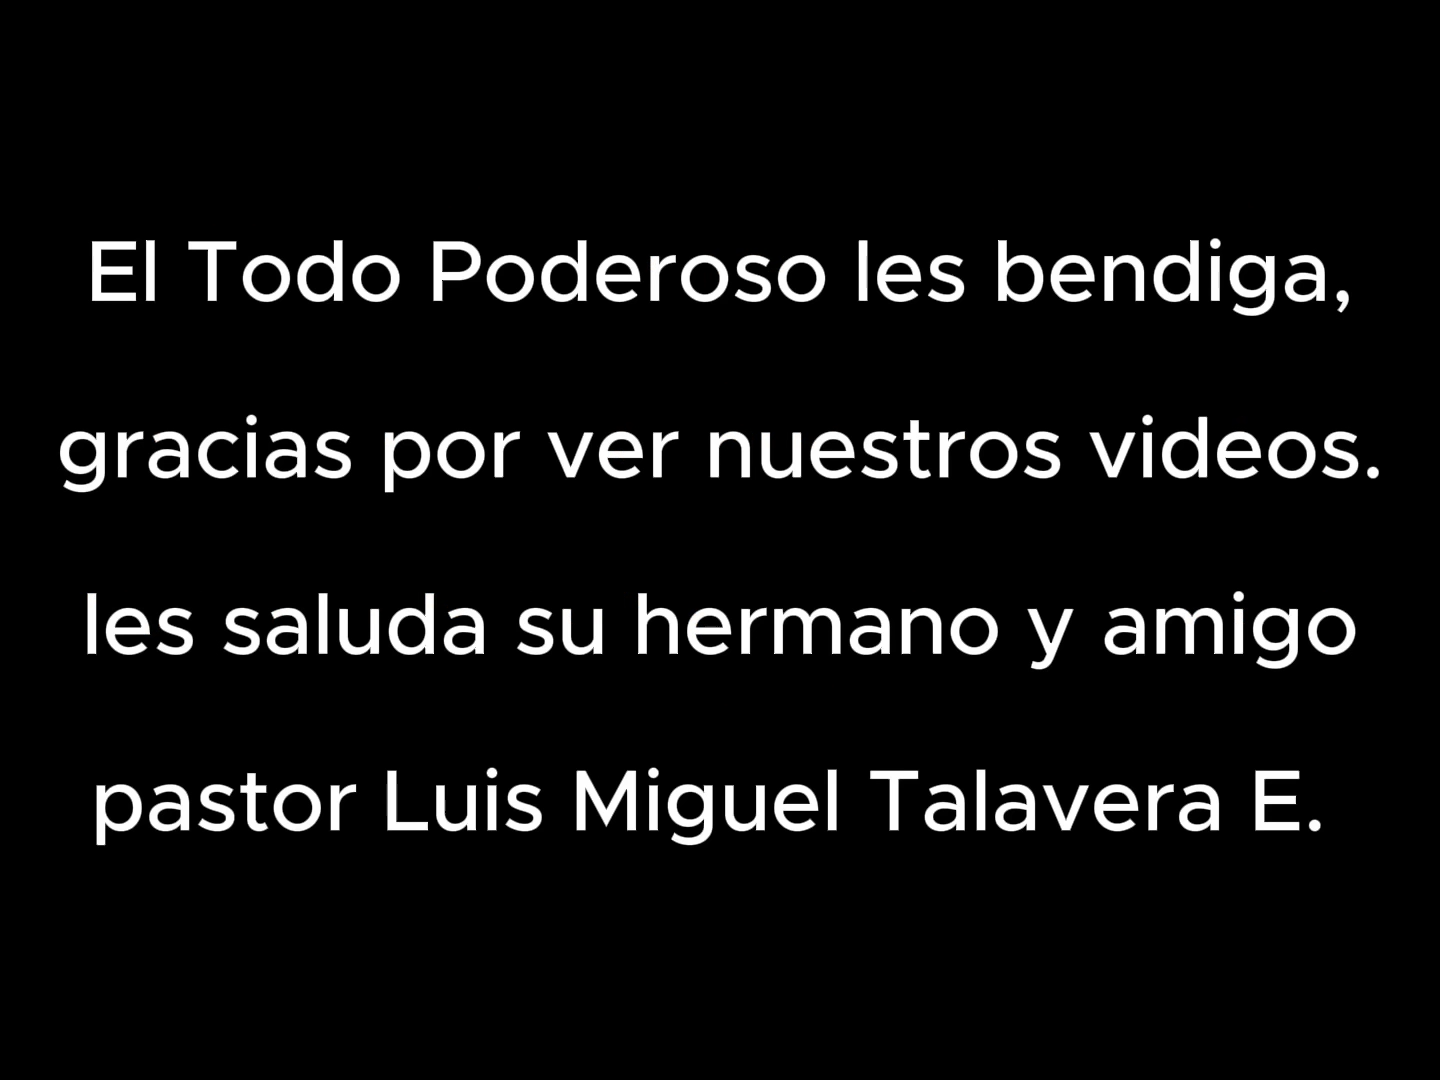 El Todo Poderoso les bendiga,
gracias por ver nuestros videos.
les saluda su hermano y amigo
pastor Luis Miguel Talavera E.